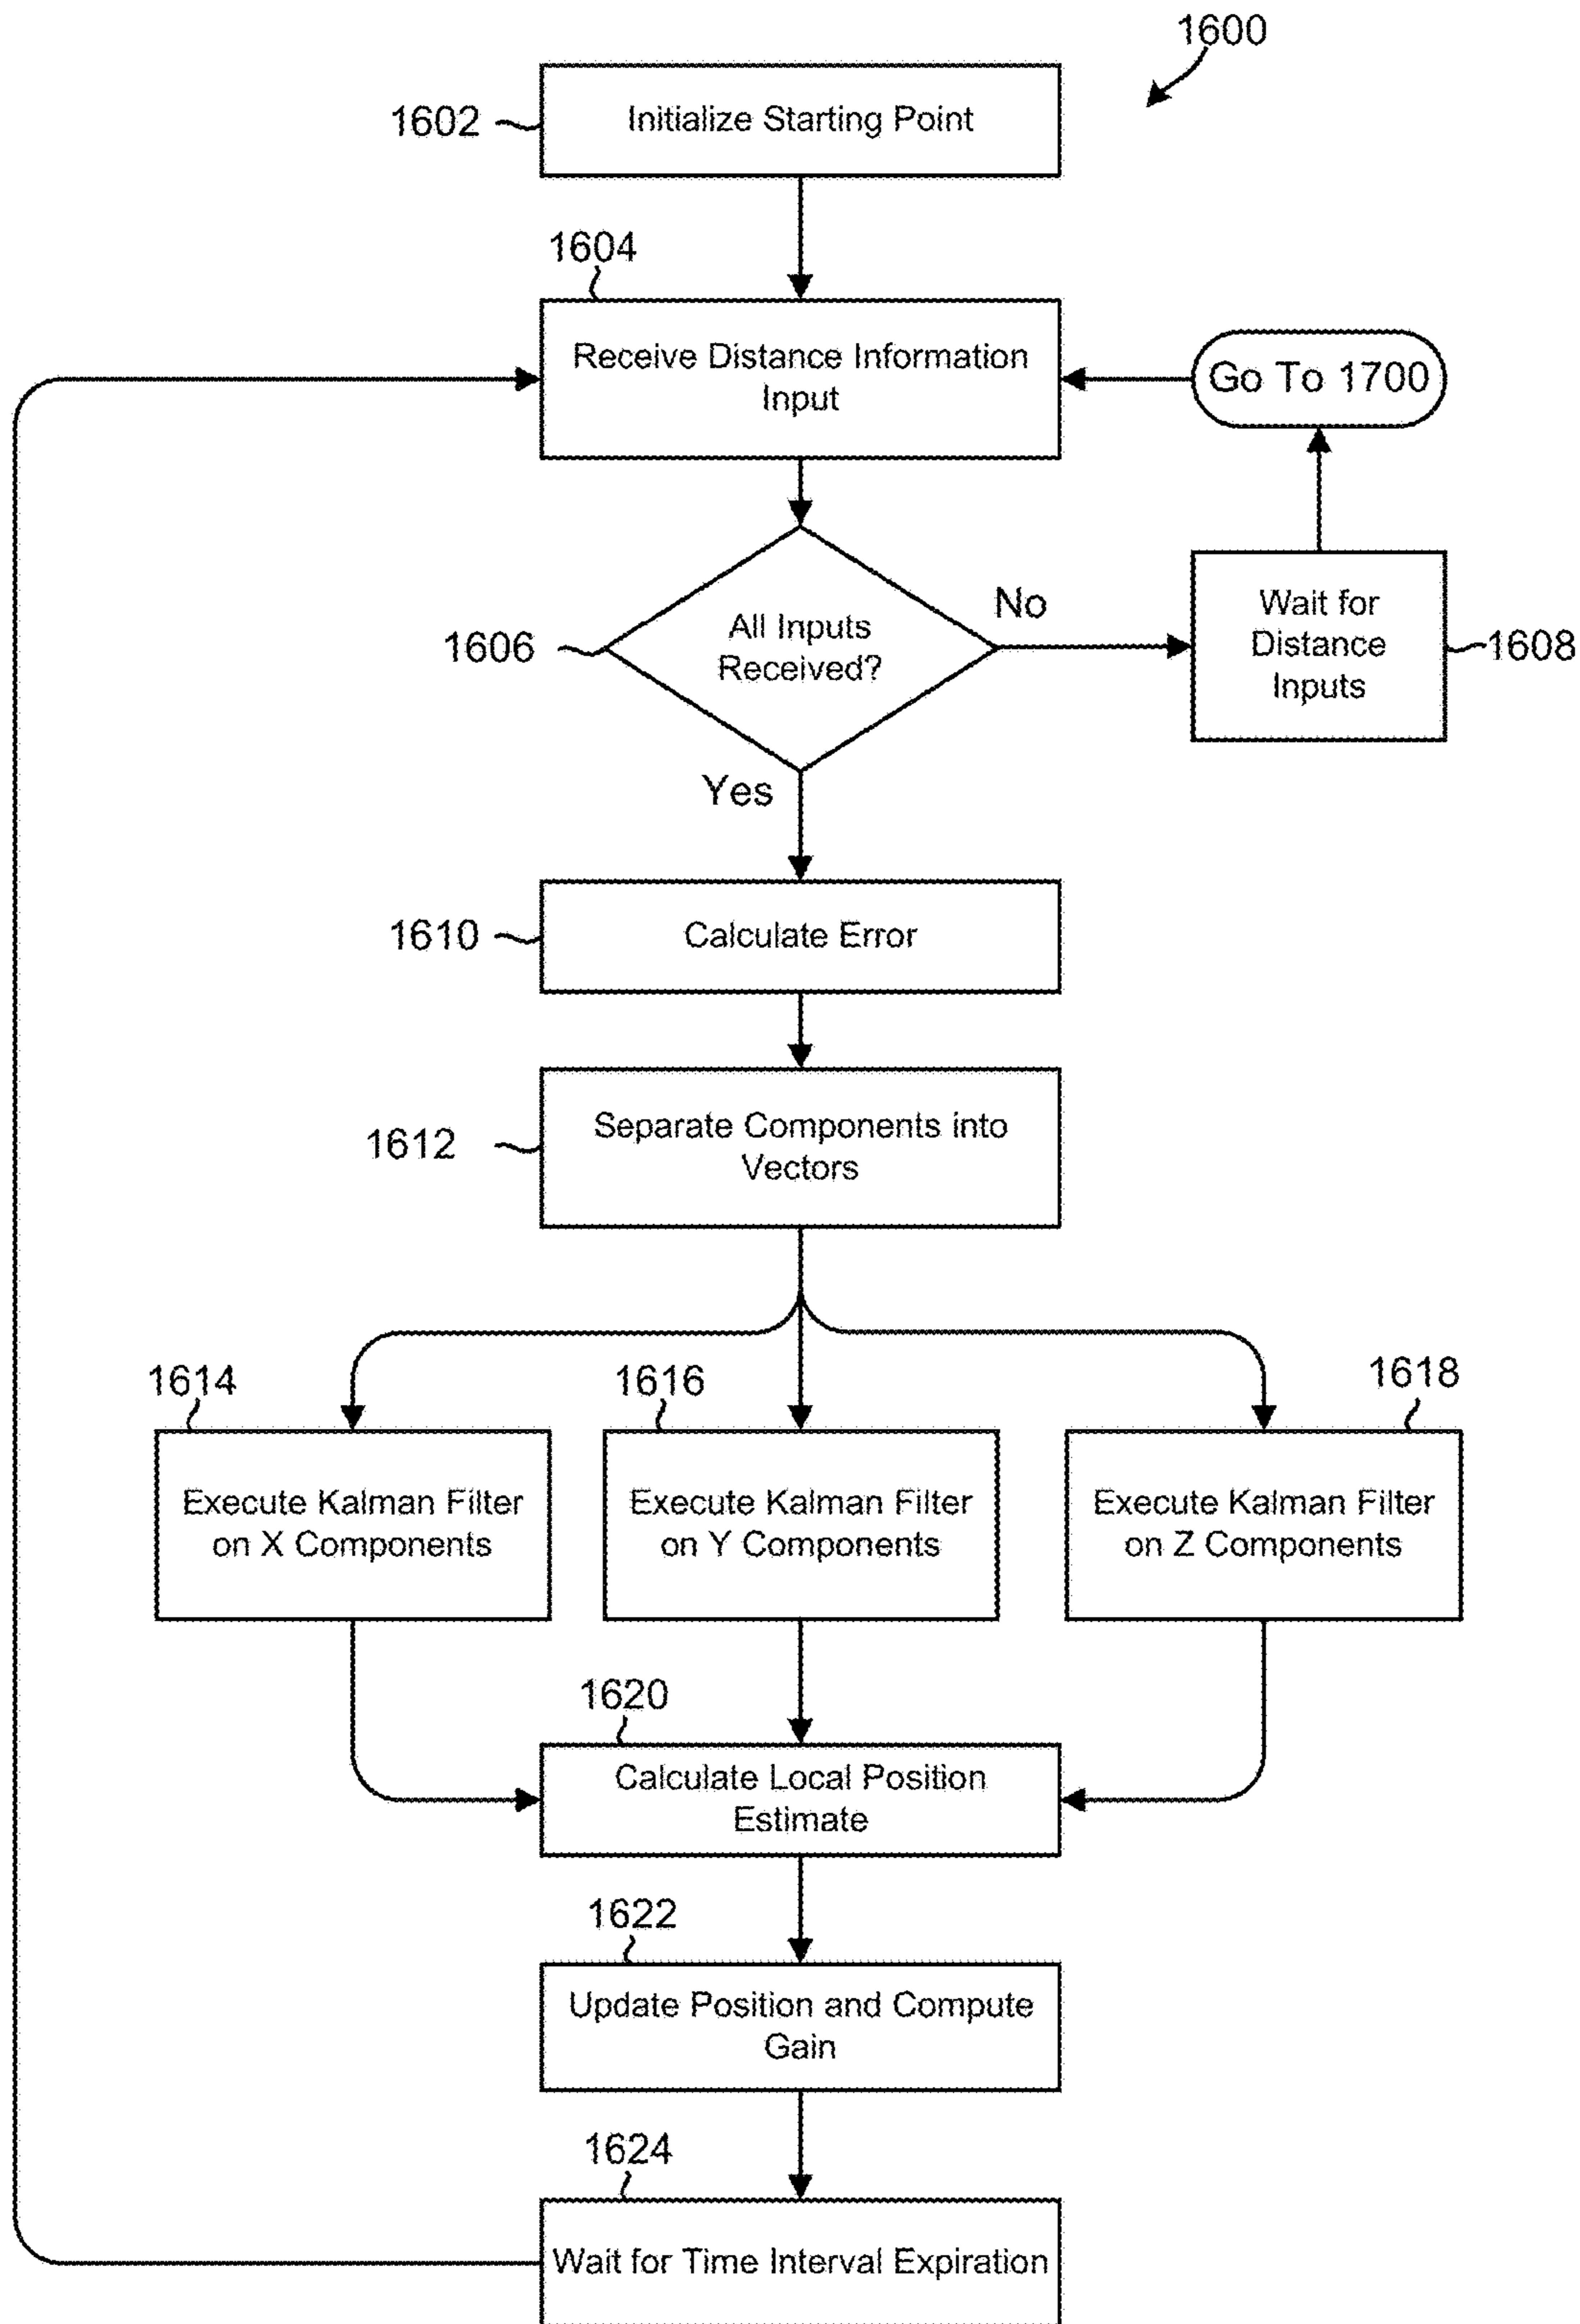 1600
1602
Initialize Starting Point
1604
Receive Distance Information
Input
Go To 1700
1606
All Inputs
Received?
No
Wait for
Distance
Inputs
1608
Yes
1610
Calculate Error
1612
Separate Components into
Vectors
1614
1616
1618
Execute Kalman Filter
on X Components
Execute Kalman Filter
on Y Components
Execute Kalman Filter
on Z Components
1620
Calculate Local Position
Estimate
1622
Update Position and Compute
Gain
1624
Wait for Time Interval Expiration